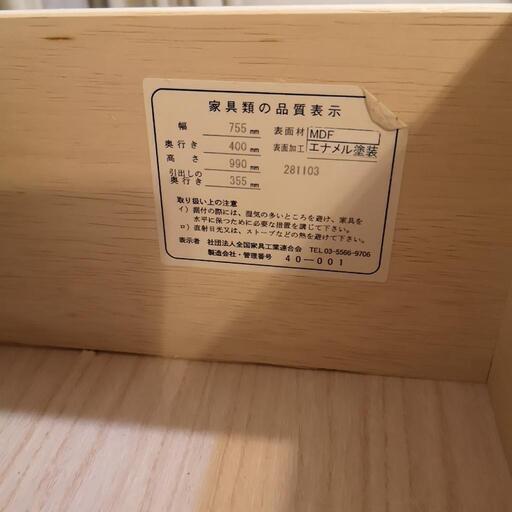 家具類の品質表示
幅 755 mm 表面材 MDF
奥行き 400 mm 表面加工 エナメル塗装
高さ 990 mm 281103
引出しの
奥行き 355 mm
取り扱い上の注意
イ）据付の際には、湿気の多いところを避け、家具を
水平に保つために必要な措置を講じて下さい。
ロ）直射日光又は、ストーブなどの熱を避けて下さい。
表示者 社団法人全国家具工業連合会 TEL 03-5566-9706
製造会社・管理番号 40-001